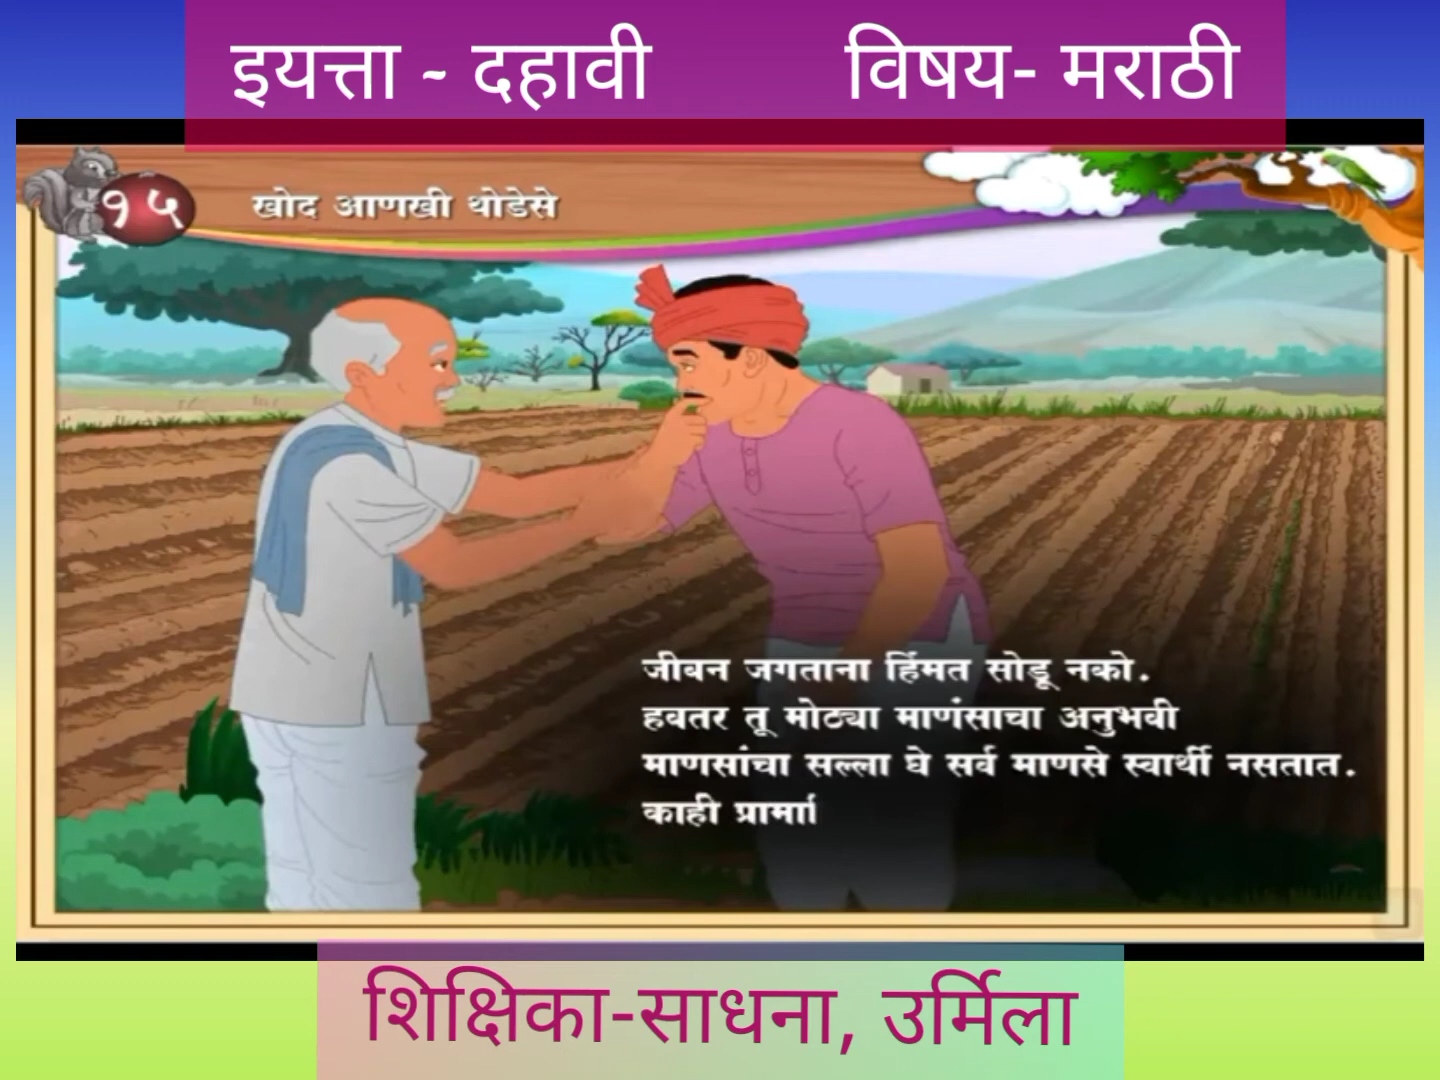 इयत्ता ~ दहावी विषय- मराठी
१५ खोद आणखी थोडेसे
जीवन जगताना हिंमत सोडू नको.
हवतर तू मोठ्या माणंसाचा अनुभवी
माणसांचा सल्ला घे सर्व माणसे स्वार्थी नसतात.
काही प्रामा
शिक्षिका-साधना, उर्मिला